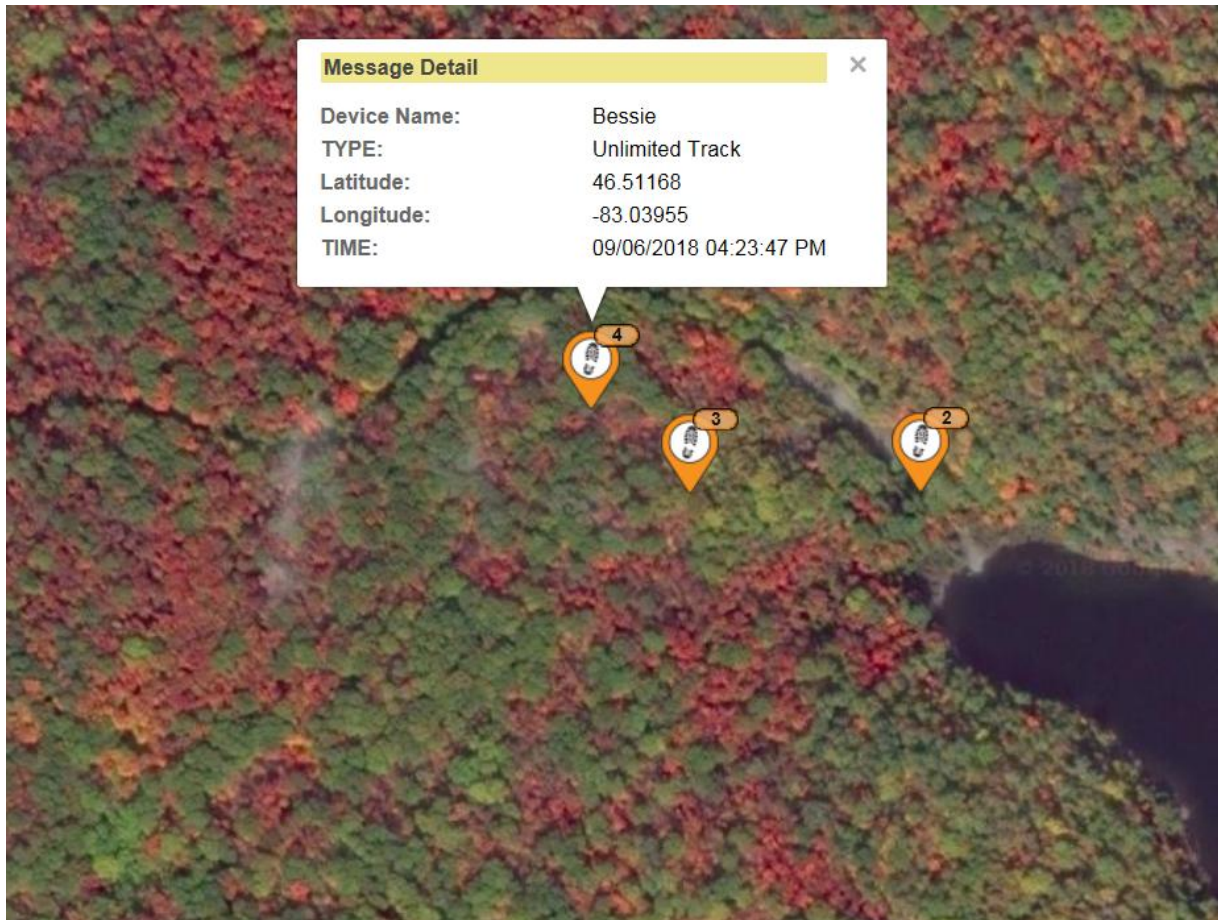 Message Detail
Device Name: Bessie
TYPE: Unlimited Track
Latitude: 46.51168
Longitude: -83.03955
TIME: 09/06/2018 04:23:47 PM
4
3
2